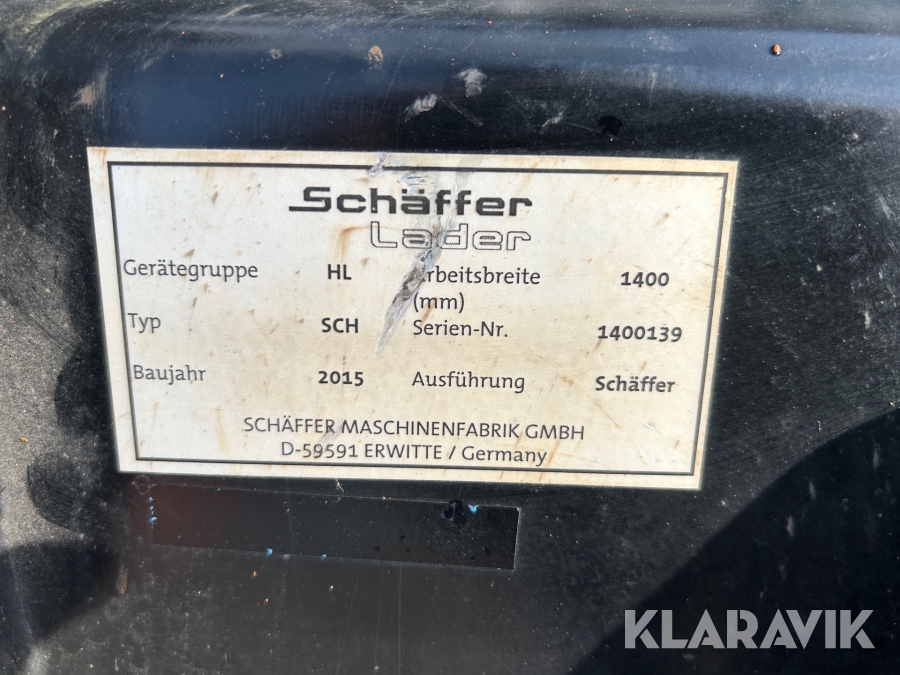 Schäffer
Lader
Gerätegruppe HL Arbeitsbreite 1400
(mm)
Typ SCH Serien-Nr. 1400139
Baujahr 2015 Ausführung Schäffer
SCHÄFFER MASCHINENFABRIK GMBH
D-59591 ERWITTE / Germany
KLARAVIK